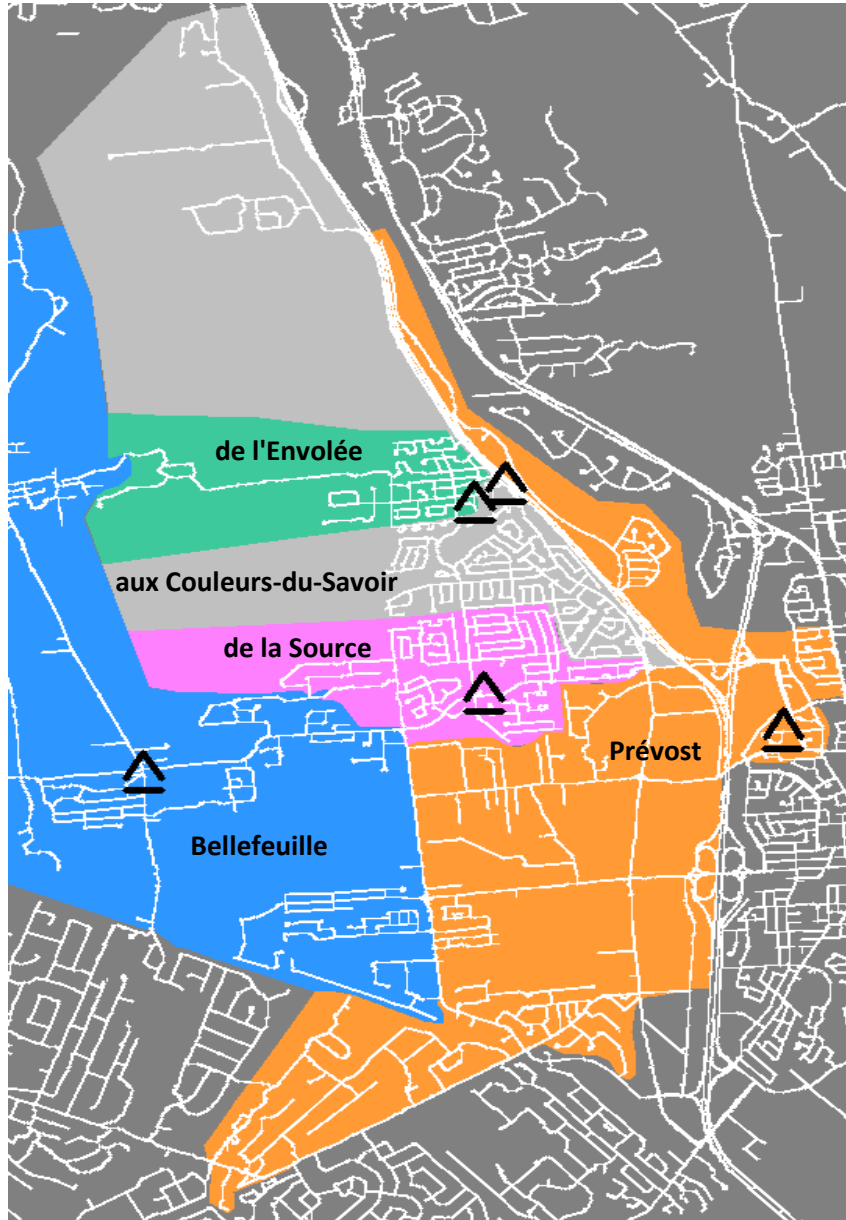 de l'Envolée
aux Couleurs-du-Savoir
de la Source
Prévost
Bellefeuille